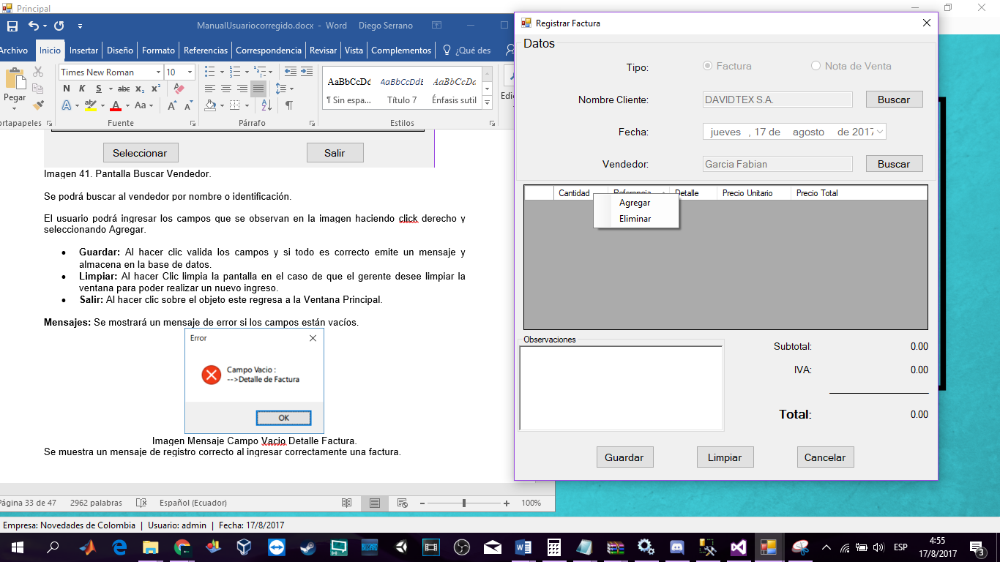 Principal
ManualUsuariocorregido.docx - Word Diego Serrano
Archivo Inicio Insertar Diseño Formato Referencias Correspondencia Revisar Vista Complementos ¿Qué des
Times New Roman 10
Pegar
N K S abc x₂ x²
A aby A Aa A A
AaBbCcDd AaBbCcDdE AaBbCcDd
¶ Sin espa... Título 7 Énfasis sutil
Edic
ortapapeles Fuente Párrafo Estilos
Seleccionar Salir
Imagen 41. Pantalla Buscar Vendedor.
Se podrá buscar al vendedor por nombre o identificación.
El usuario podrá ingresar los campos que se observan en la imagen haciendo click derecho y
seleccionando Agregar.
• Guardar: Al hacer clic valida los campos y si todo es correcto emite un mensaje y
almacena en la base de datos.
• Limpiar: Al hacer Clic limpia la pantalla en el caso de que el gerente desee limpiar la
ventana para poder realizar un nuevo ingreso.
• Salir: Al hacer clic sobre el objeto este regresa a la Ventana Principal.
Mensajes: Se mostrará un mensaje de error si los campos están vacíos.
Error
Campo Vacio :
-->Detalle de Factura
OK
Imagen Mensaje Campo Vacio Detalle Factura.
Se muestra un mensaje de registro correcto al ingresar correctamente una factura.
Página 33 de 47 2962 palabras Español (Ecuador) 100%
Registrar Factura
Datos
Tipo: Factura Nota de Venta
Nombre Cliente: DAVIDTEX S.A. Buscar
Fecha: jueves , 17 de agosto de 2017
Vendedor: Garcia Fabian Buscar
Cantidad Referencia Detalle Precio Unitario Precio Total
Agregar
Eliminar
Observaciones
Subtotal: 0.00
IVA: 0.00
Total: 0.00
Guardar Limpiar Cancelar
Empresa: Novedades de Colombia | Usuario: admin | Fecha: 17/8/2017
ESP
4:55
17/8/2017
3